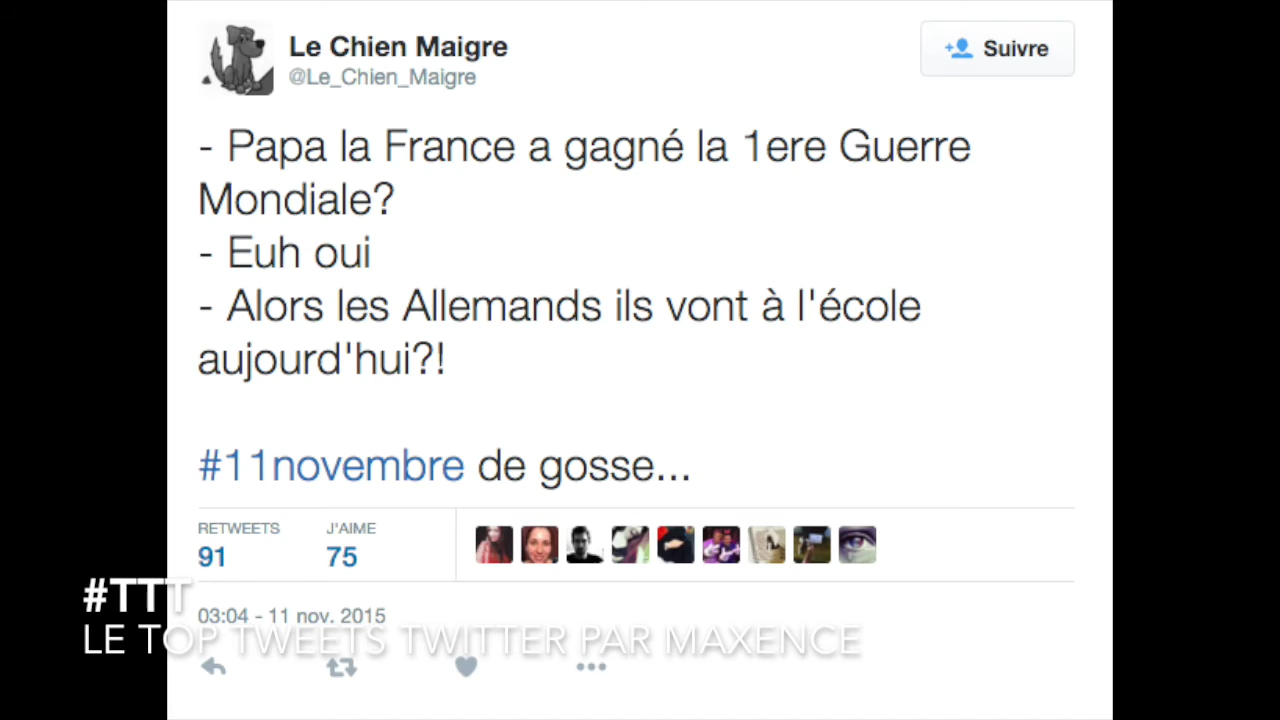 Le Chien Maigre
@Le_Chien_Maigre
Suivre
- Papa la France a gagné la 1ere Guerre
Mondiale?
- Euh oui
- Alors les Allemands ils vont à l'école
aujourd'hui?!
#11novembre de gosse...
RETWEETS
J'AIME
91
75
#TTT
03:04 - 11 nov. 2015
LE TOP TWEETS TWITTER PAR MAXENCE